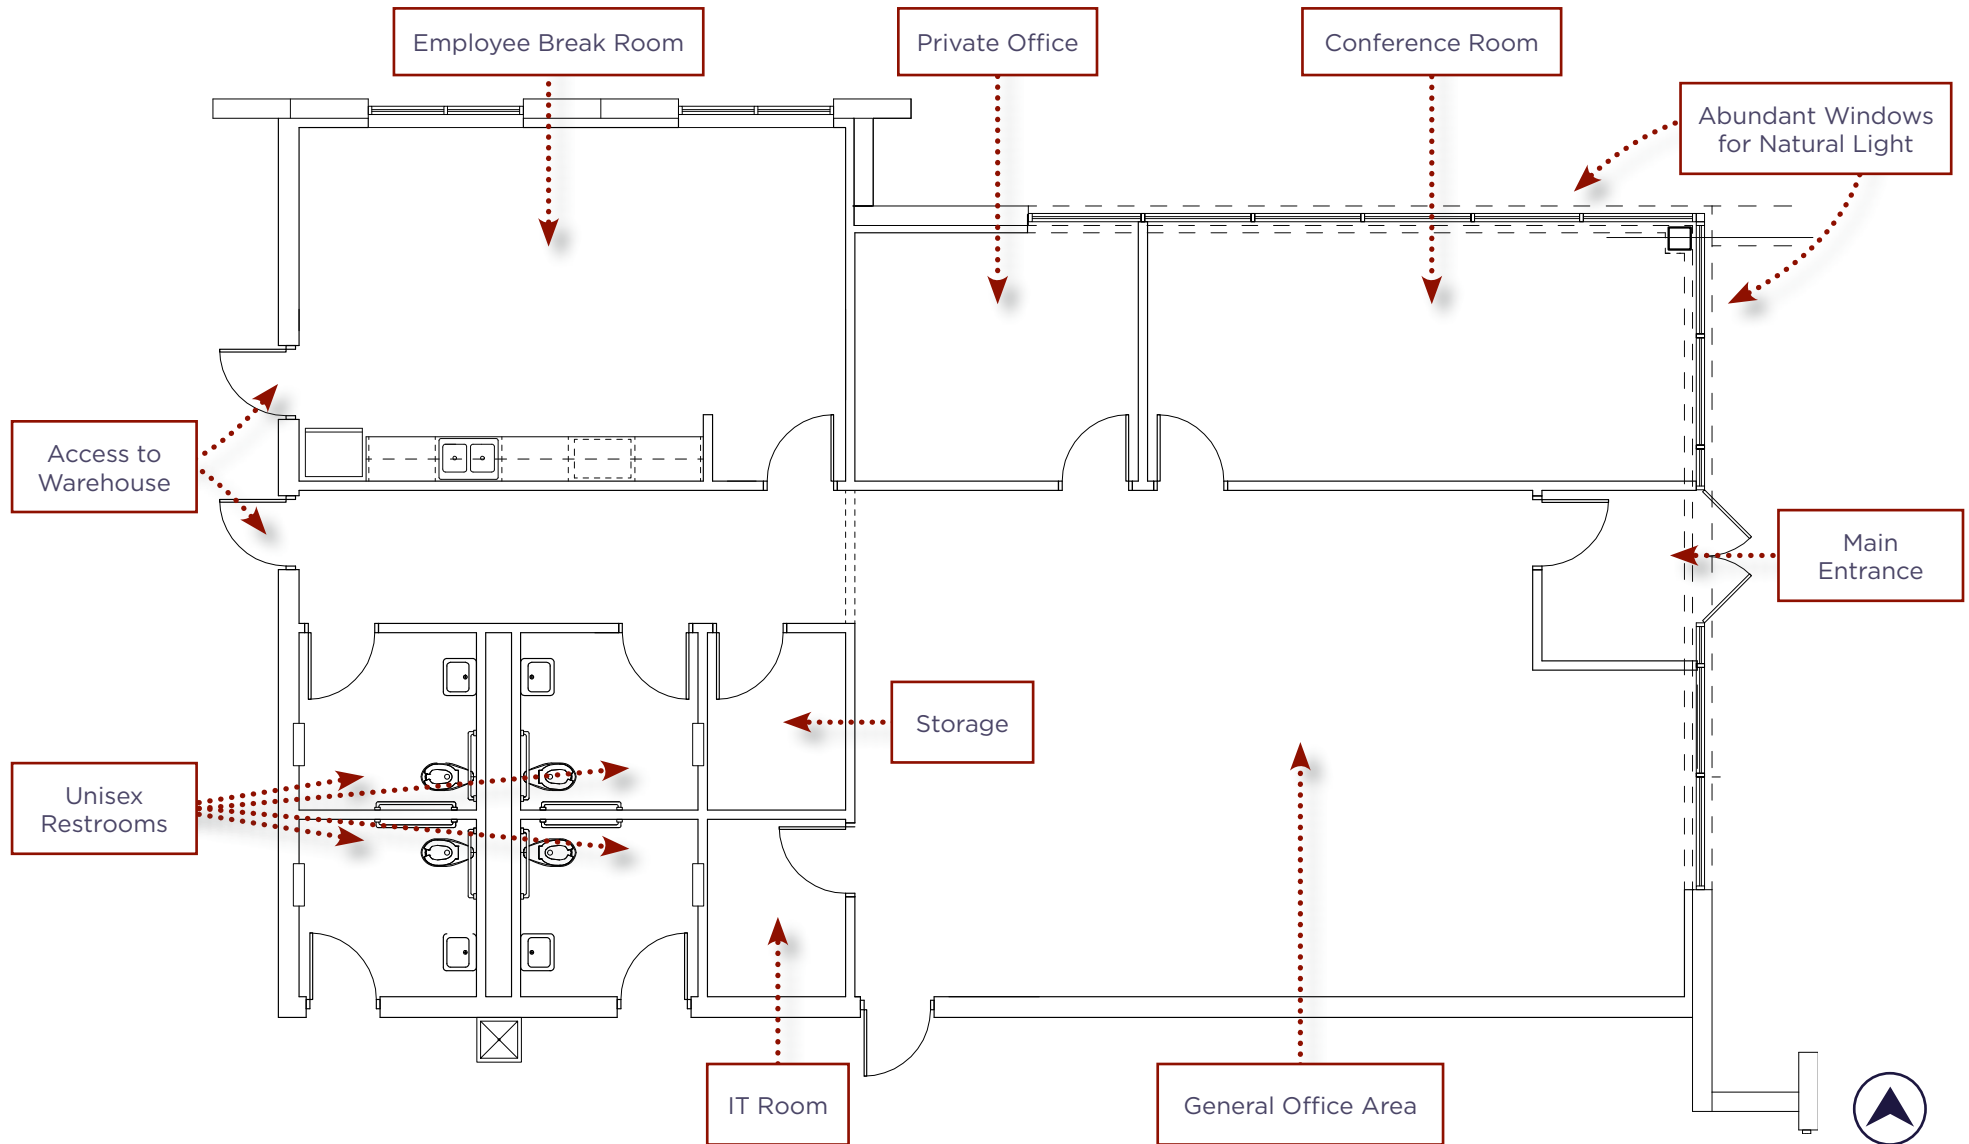 Employee Break Room
Private Office
Conference Room
Abundant Windows
for Natural Light
Access to
Warehouse
Main
Entrance
Storage
Unisex
Restrooms
IT Room
General Office Area